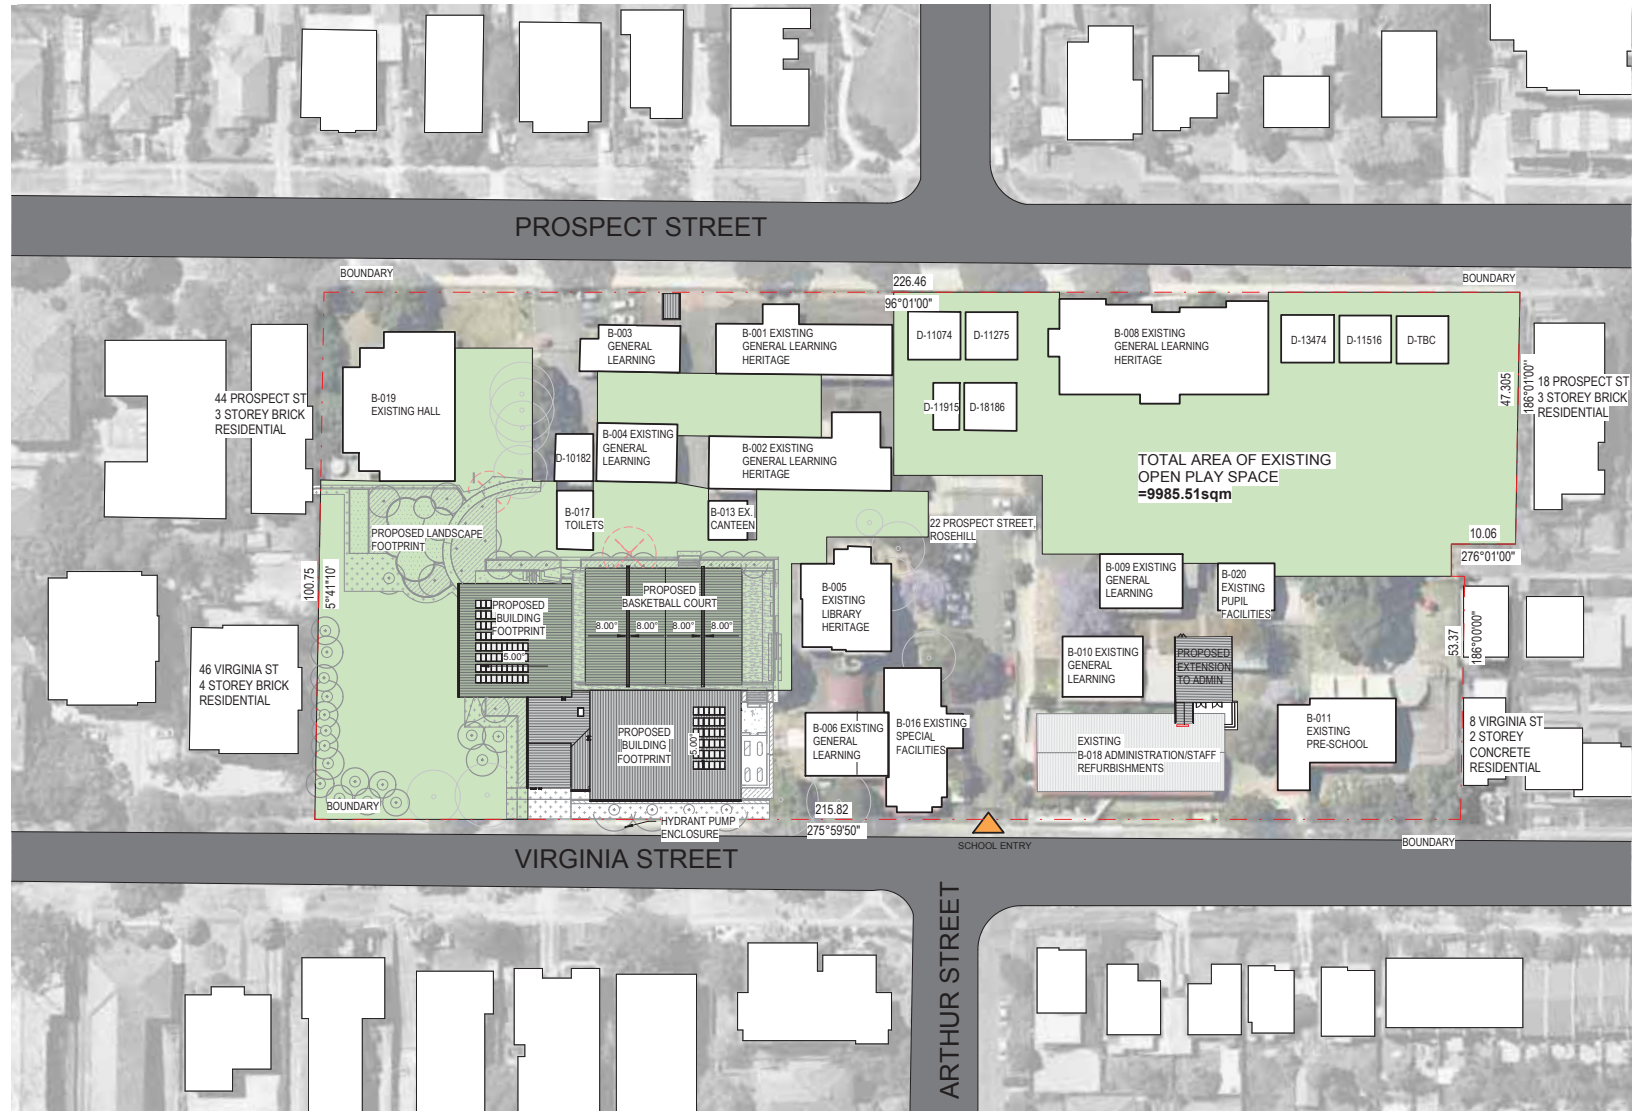 PROSPECT STREET
BOUNDARY
226.46
96°01'00"
BOUNDARY
B-003
GENERAL
LEARNING
B-001 EXISTING
GENERAL LEARNING
HERITAGE
D-11074
D-11275
B-008 EXISTING
GENERAL LEARNING
HERITAGE
D-13474
D-11516
D-TBC
44 PROSPECT ST
3 STOREY BRICK
RESIDENTIAL
B-019
EXISTING HALL
D-11915
D-18186
47.305
186°01'00"
18 PROSPECT ST
3 STOREY BRICK
RESIDENTIAL
D-10182
B-004 EXISTING
GENERAL
LEARNING
B-002 EXISTING
GENERAL LEARNING
HERITAGE
TOTAL AREA OF EXISTING
OPEN PLAY SPACE
=9985.51sqm
PROPOSED LANDSCAPE
FOOTPRINT
B-017
TOILETS
B-013 EX.
CANTEEN
22 PROSPECT STREET,
ROSEHILL
10.06
276°01'00"
100.75
5°41'10'
PROPOSED
BUILDING
FOOTPRINT
5.00°
PROPOSED
BASKETBALL COURT
8.00°
8.00°
8.00°
8.00°
B-005
EXISTING
LIBRARY
HERITAGE
B-009 EXISTING
GENERAL
LEARNING
B-020
EXISTING
PUPIL
FACILITIES
53.37
186°00'00"
46 VIRGINIA ST
4 STOREY BRICK
RESIDENTIAL
B-010 EXISTING
GENERAL
LEARNING
PROPOSED
EXTENSION
TO ADMIN
PROPOSED
BUILDING
FOOTPRINT
5.00°
B-006 EXISTING
GENERAL
LEARNING
B-016 EXISTING
SPECIAL
FACILITIES
EXISTING
B-018 ADMINISTRATION/STAFF
REFURBISHMENTS
B-011
EXISTING
PRE-SCHOOL
8 VIRGINIA ST
2 STOREY
CONCRETE
RESIDENTIAL
BOUNDARY
HYDRANT PUMP
ENCLOSURE
215.82
275°59'50"
SCHOOL ENTRY
BOUNDARY
VIRGINIA STREET
ARTHUR STREET